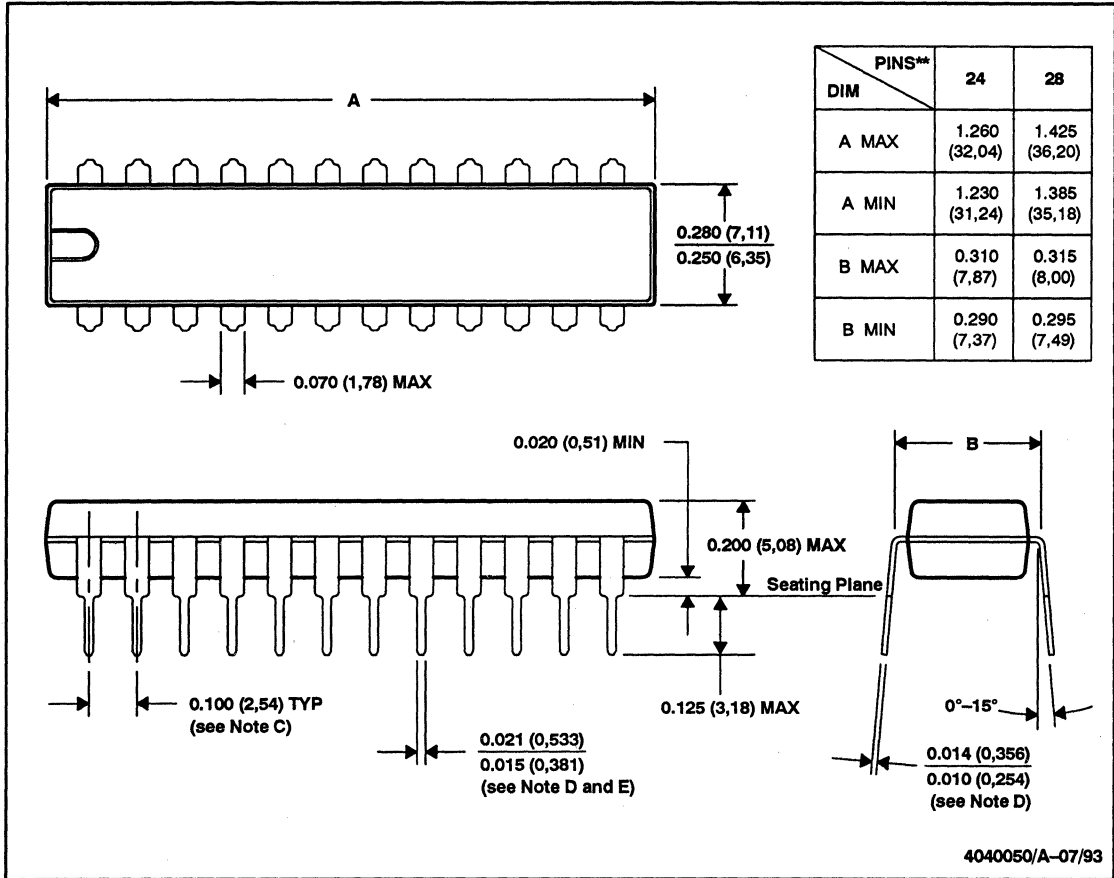 A
PINS**
DIM
24
28
A MAX
1.260
(32,04)
1.425
(36,20)
A MIN
1.230
(31,24)
1.385
(35,18)
B MAX
0.310
(7,87)
0.315
(8,00)
B MIN
0.290
(7,37)
0.295
(7,49)
0.280 (7,11)
0.250 (6,35)
0.070 (1,78) MAX
0.020 (0,51) MIN
B
0.200 (5,08) MAX
Seating Plane
0.100 (2,54) TYP
(see Note C)
0.125 (3,18) MAX
0°–15°
0.021 (0,533)
0.015 (0,381)
(see Note D and E)
0.014 (0,356)
0.010 (0,254)
(see Note D)
4040050/A–07/93